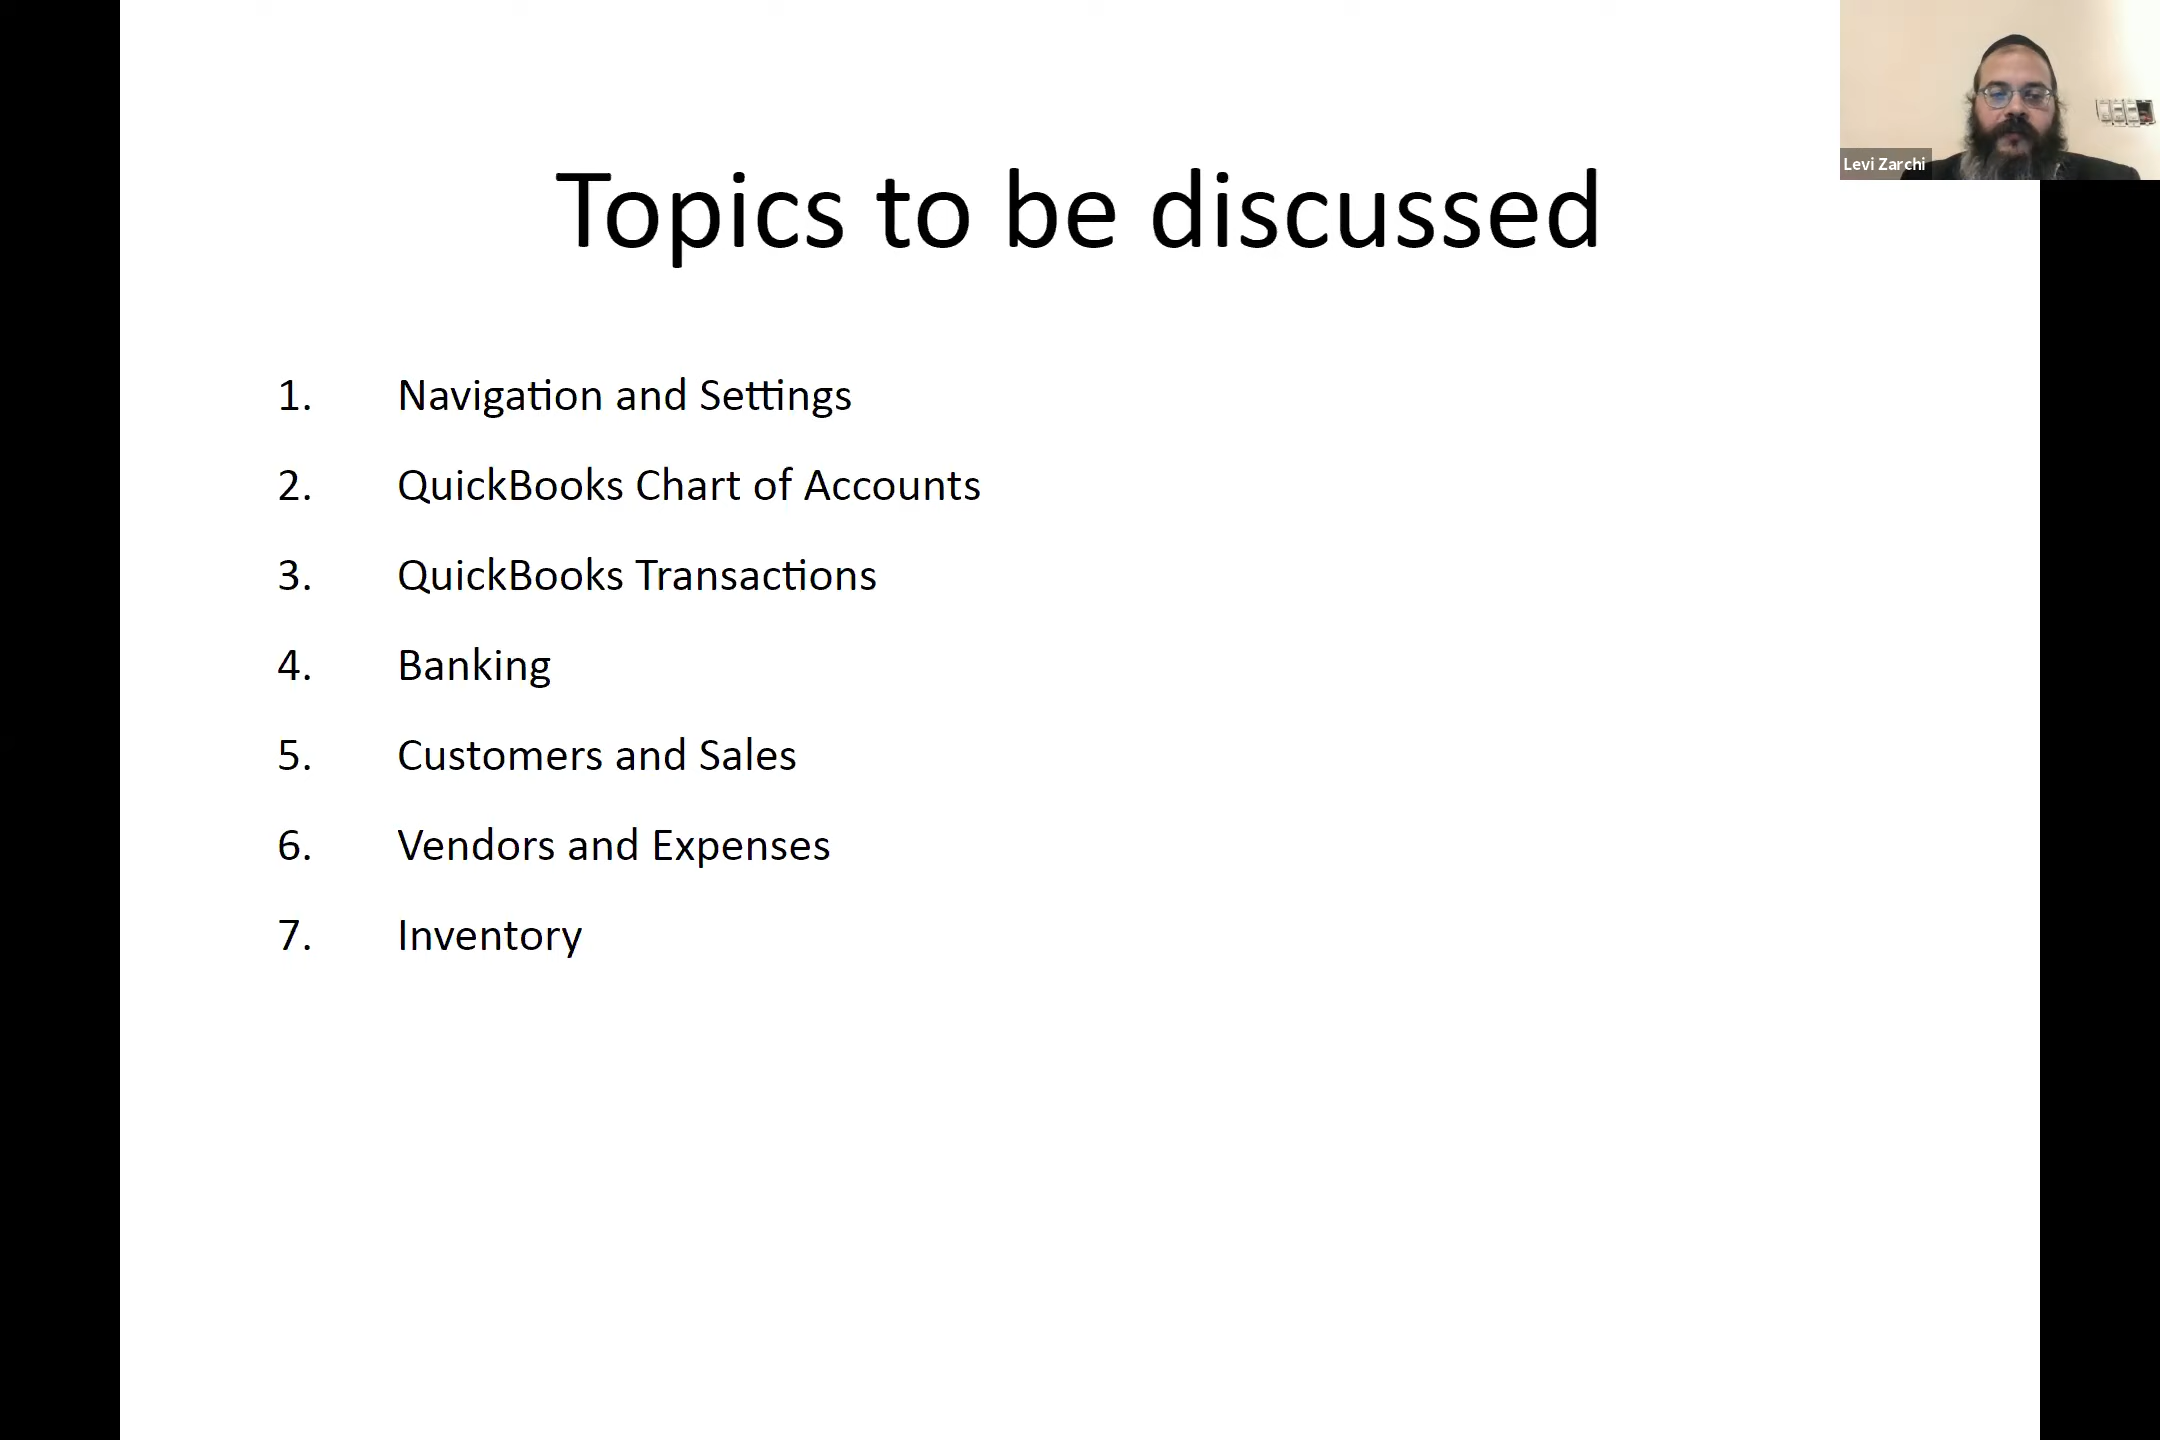 Levi Zarchi
Topics to be discussed
1. Navigation and Settings
2. QuickBooks Chart of Accounts
3. QuickBooks Transactions
4. Banking
5. Customers and Sales
6. Vendors and Expenses
7. Inventory